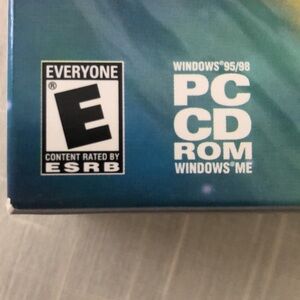 EVERYONE
®
E
CONTENT RATED BY
ESRB
WINDOWS®95/98
PC
CD
ROM
WINDOWS®ME